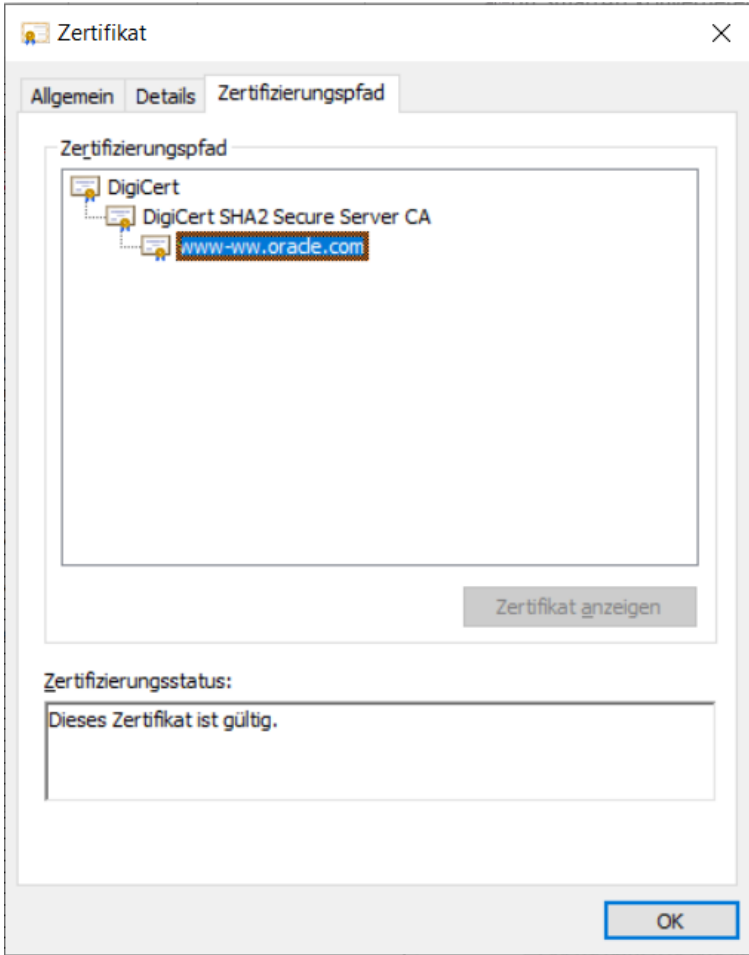 Zertifikat
Allgemein Details Zertifizierungspfad
Zertifizierungspfad
DigiCert
DigiCert SHA2 Secure Server CA
www-ww.oracle.com
Zertifikat anzeigen
Zertifizierungsstatus:
Dieses Zertifikat ist gültig.
OK